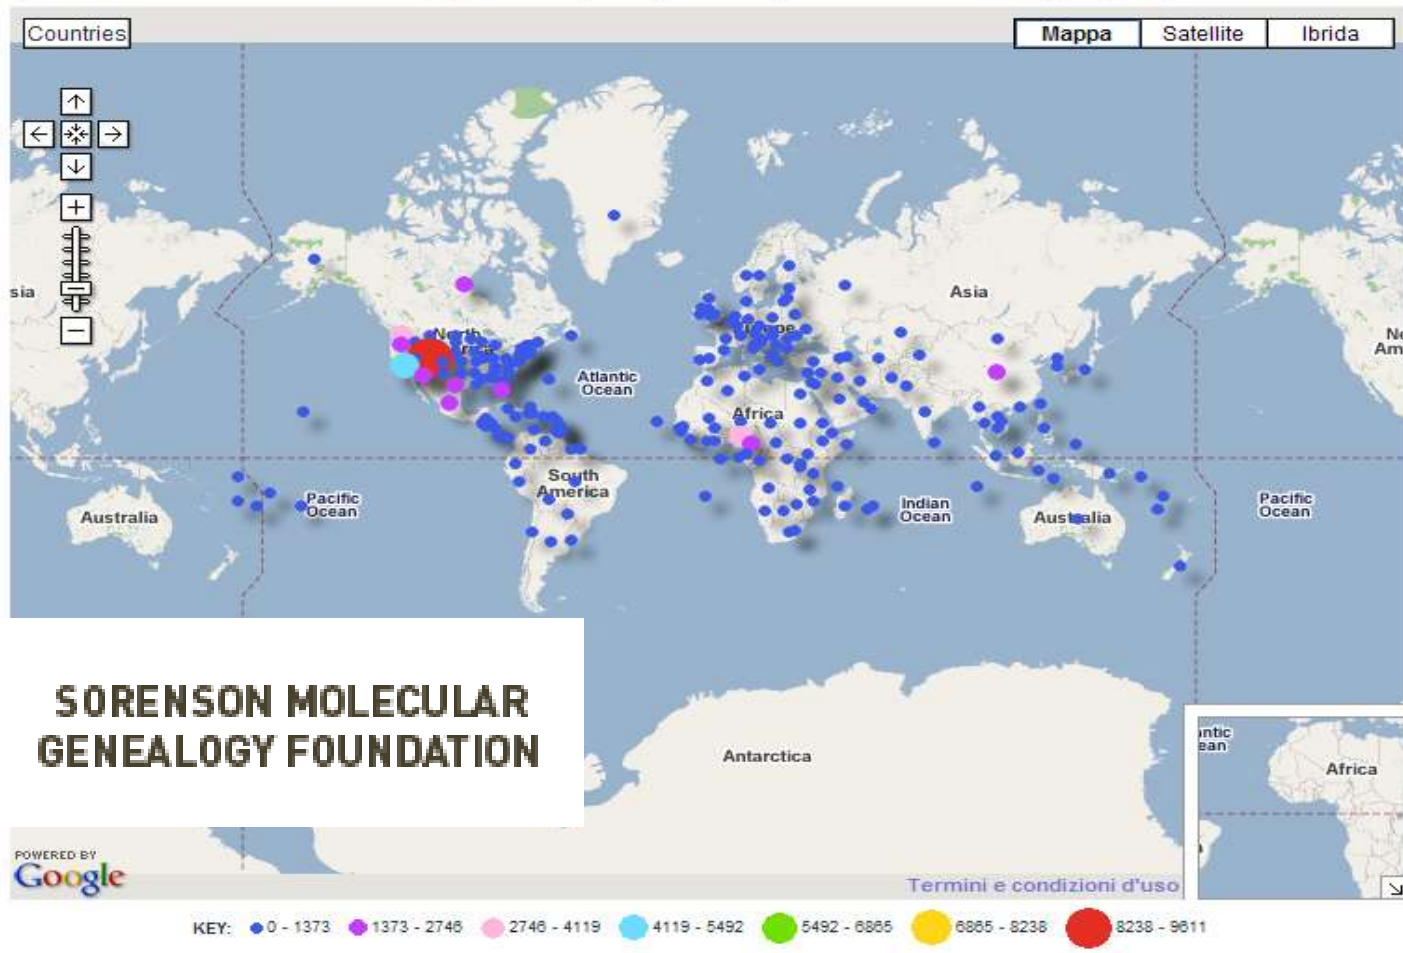 Countries
Mappa Satellite Ibrida
sia
North
Asia
Europe
Atlantic
Ocean
Africa
South
America
Pacific
Ocean
Australia
Indian
Ocean
Australia
Pacific
Ocean
SORENSON MOLECULAR
GENEALOGY FOUNDATION
Antarctica
Africa
POWERED BY
Google
Termini e condizioni d'uso
KEY: 0 - 1373 1373 - 2746 2746 - 4119 4119 - 5492 5492 - 6865 6865 - 8238 8238 - 9611